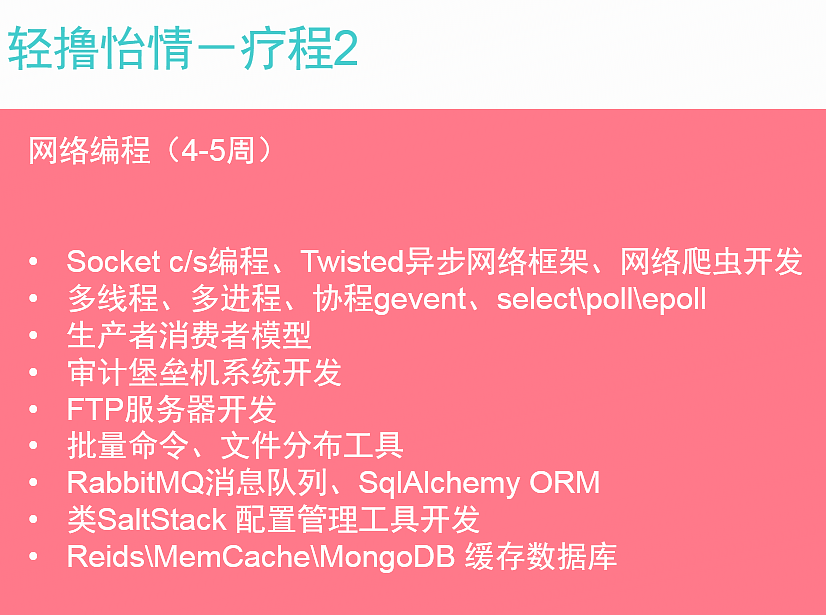 轻撸怡情－疗程2
网络编程（4-5周）
• Socket c/s编程、Twisted异步网络框架、网络爬虫开发
• 多线程、多进程、协程gevent、select\poll\epoll
• 生产者消费者模型
• 审计堡垒机系统开发
• FTP服务器开发
• 批量命令、文件分布工具
• RabbitMQ消息队列、SqlAlchemy ORM
• 类SaltStack 配置管理工具开发
• Reids\MemCache\MongoDB 缓存数据库